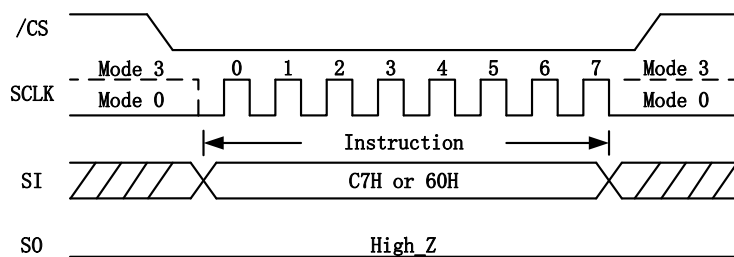 /CS
Mode 3 0 1 2 3 4 5 6 7 Mode 3
SCLK
Mode 0 Mode 0
Instruction
SI C7H or 60H
SO High_Z